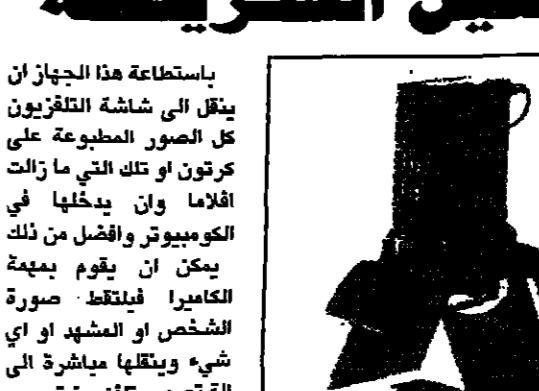 باستطاعة هذا الجهاز ان
ينقل الى شاشة التلفزيون
كل الصور المطبوعة على
كرتون او تلك التي ما زالت
افلاما وان يدخلها في
الكومبيوتر وافضل من ذلك
يمكن ان يقوم بمهمة
الكاميرا فيلتقط صورة
الشخص او المشهد او اي
شيء وينقلها مباشرة الى